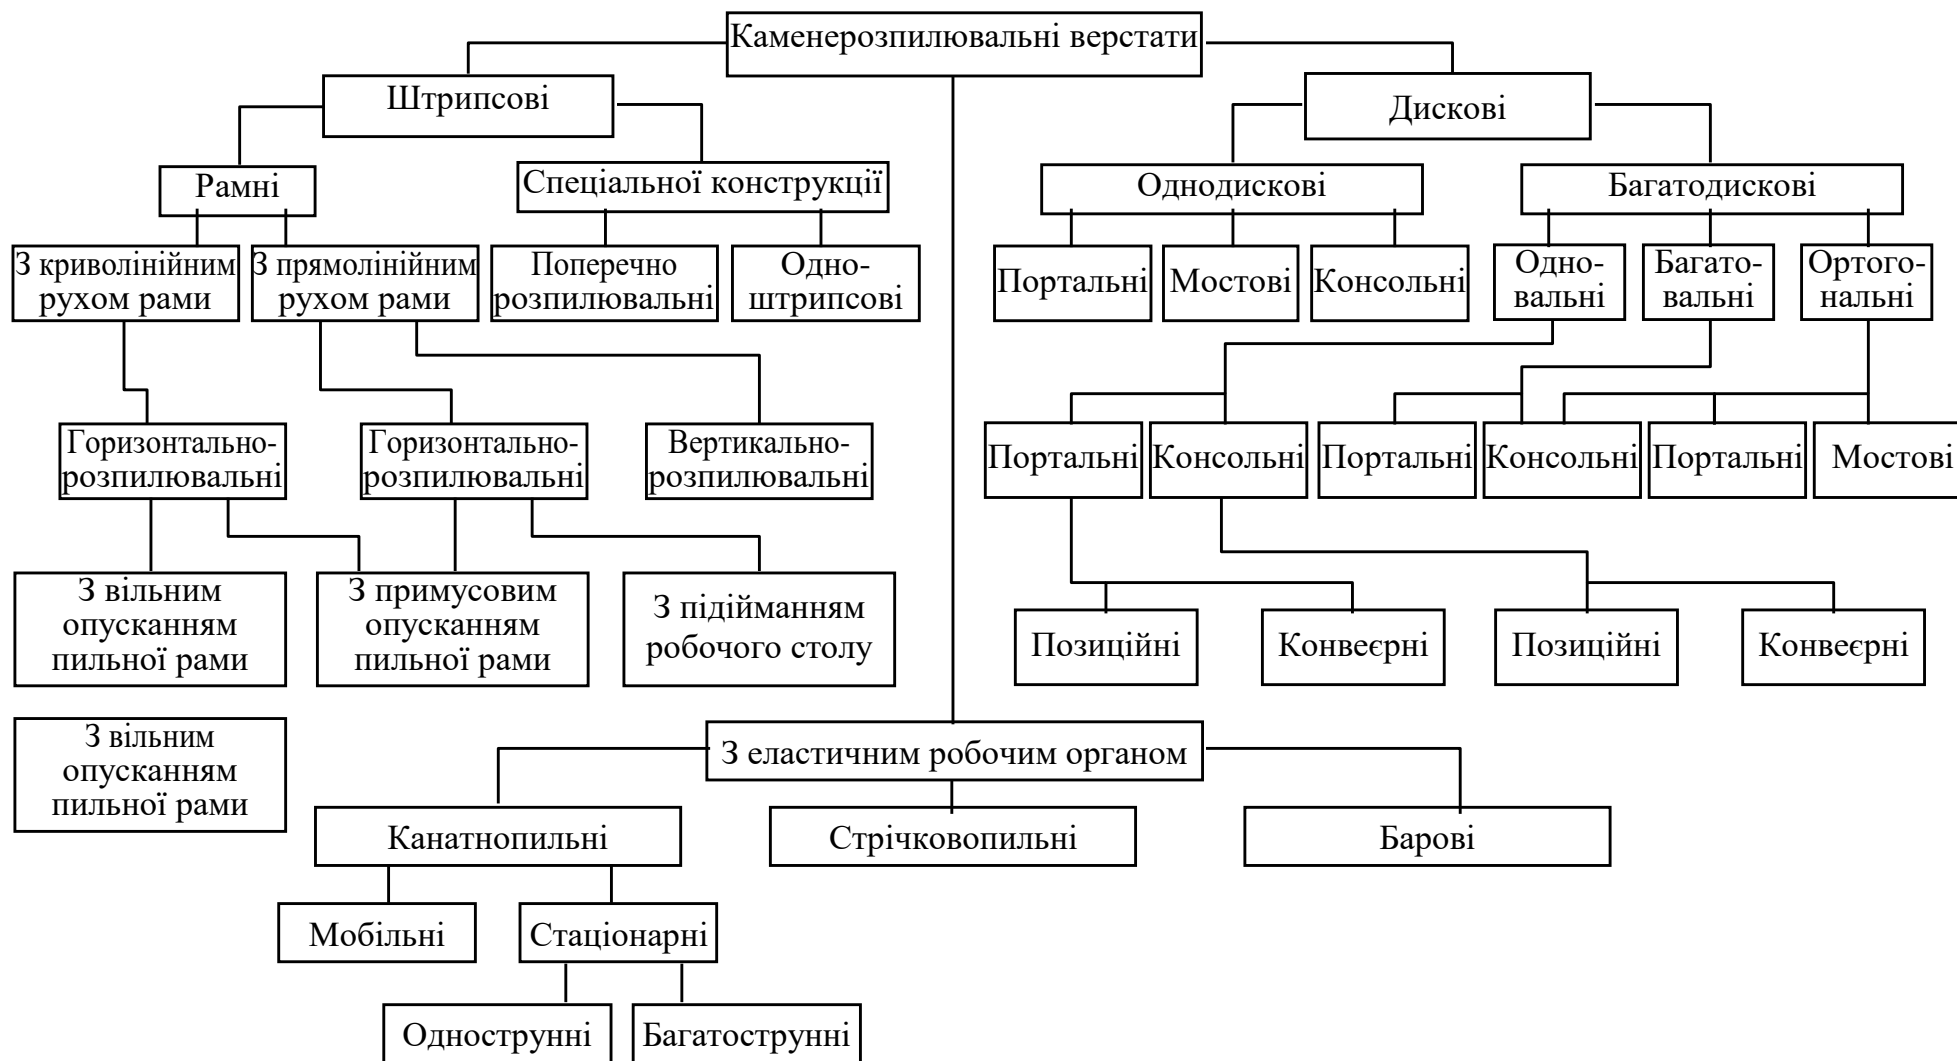 Каменерозпилювальні верстати
Штрипсові
Дискові
Рамні
Спеціальної конструкції
Однодискові
Багатодискові
З криволінійним
рухом рами
З прямолінійним
рухом рами
Поперечно
розпилювальні
Одно-
штрипсові
Портальні
Мостові
Консольні
Одно-
вальні
Багато-
вальні
Ортого-
нальні
Горизонтально-
розпилювальні
Горизонтально-
розпилювальні
Вертикально-
розпилювальні
Портальні
Консольні
Портальні
Консольні
Портальні
Мостові
З вільним
опусканням
пильної рами
З примусовим
опусканням
пильної рами
З підійманням
робочого столу
Позиційні
Конвеєрні
Позиційні
Конвеєрні
З вільним
опусканням
пильної рами
З еластичним робочим органом
Канатнопильні
Стрічковопильні
Барові
Мобільні
Стаціонарні
Однострунні
Багатострунні